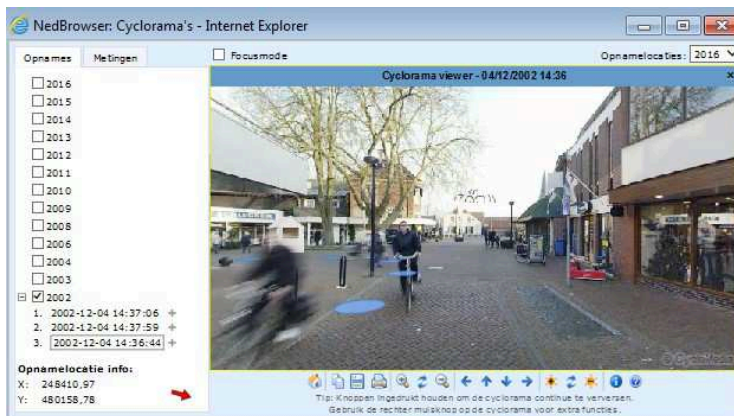 NedBrowser: Cyclorama's - Internet Explorer
Opnames
Metingen
Focusmode
Opnamelocaties: 2016
Cyclorama viewer - 04/12/2002 14:36
2016
2015
2014
2013
2012
2011
2010
2009
2008
2006
2004
2003
2002
1. 2002-12-04 14:37:06
2. 2002-12-04 14:37:59
3. 2002-12-04 14:36:44
Opnamelocatie info:
X: 248410,97
Y: 480158,78
Tip: Knoppen ingedrukt houden om de cyclorama continue te verversen.
Gebruik de rechter muisknop op de cyclorama voor extra functies.